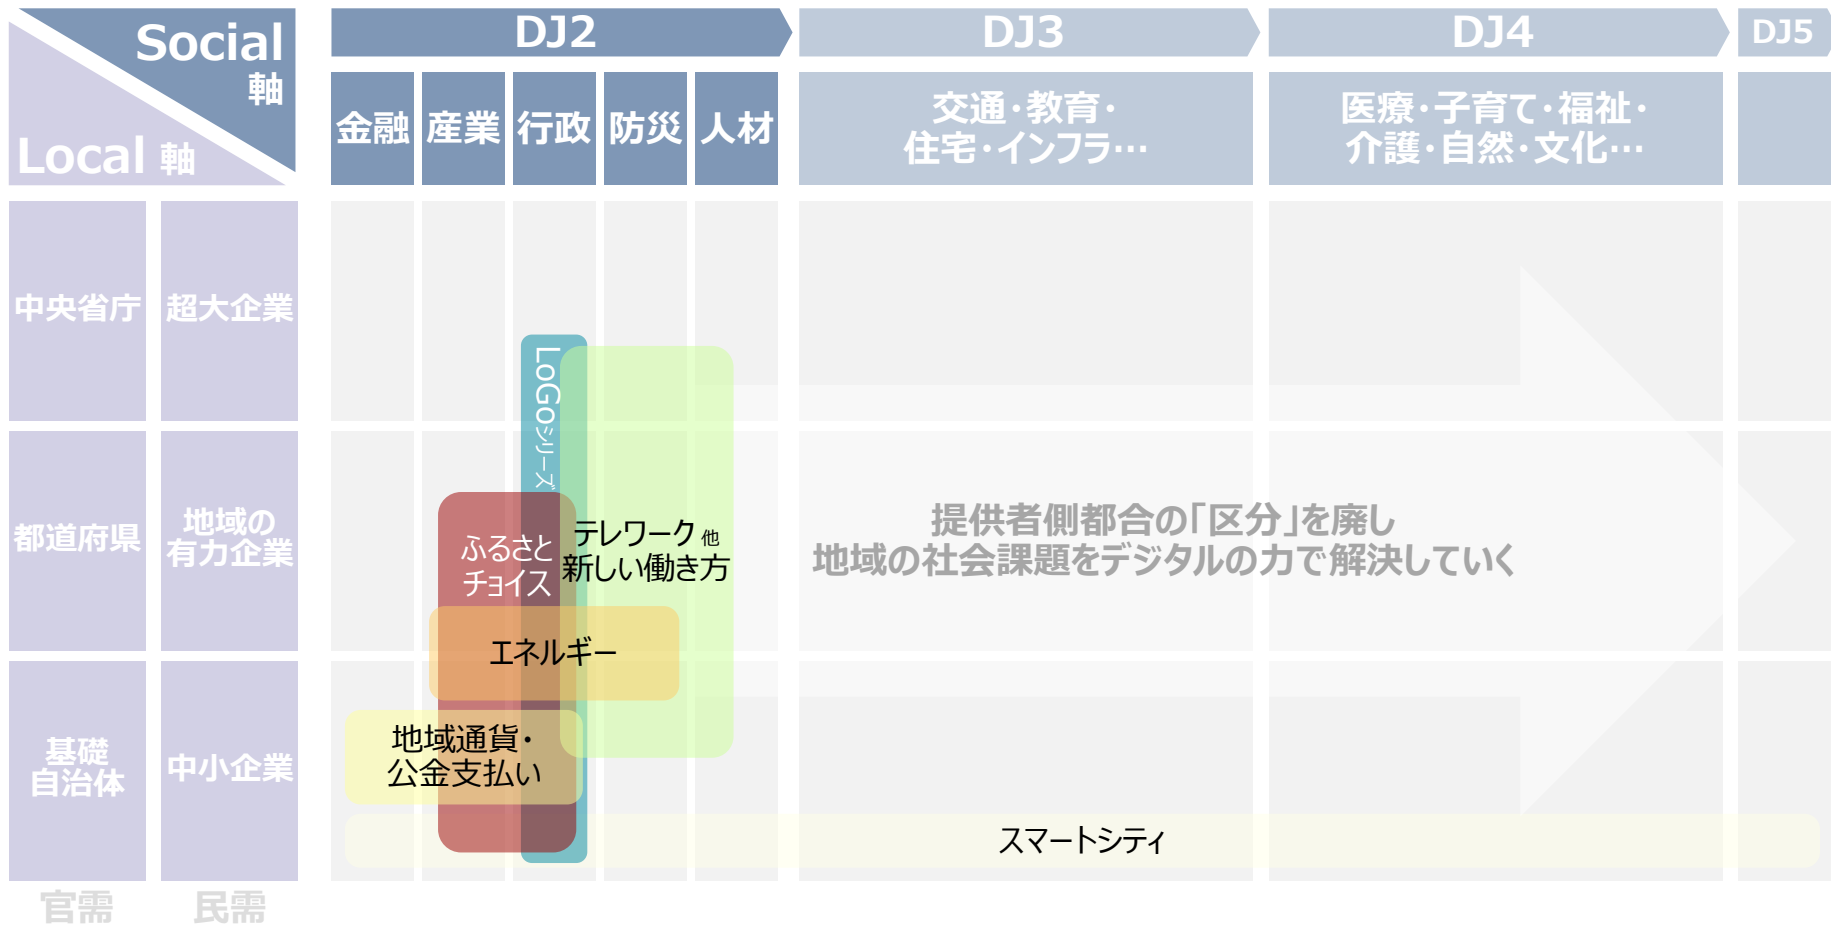 Social
軸
Local 軸
DJ2
DJ3
DJ4
DJ5
金融
産業
行政
防災
人材
交通・教育・
住宅・インフラ…
医療・子育て・福祉・
介護・自然・文化…
中央省庁
超大企業
都道府県
地域の
有力企業
基礎
自治体
中小企業
官需
民需
LoGoシリーズ
ふるさと
チョイス
テレワーク 他
新しい働き方
エネルギー
地域通貨・
公金支払い
スマートシティ
提供者側都合の「区分」を廃し
地域の社会課題をデジタルの力で解決していく